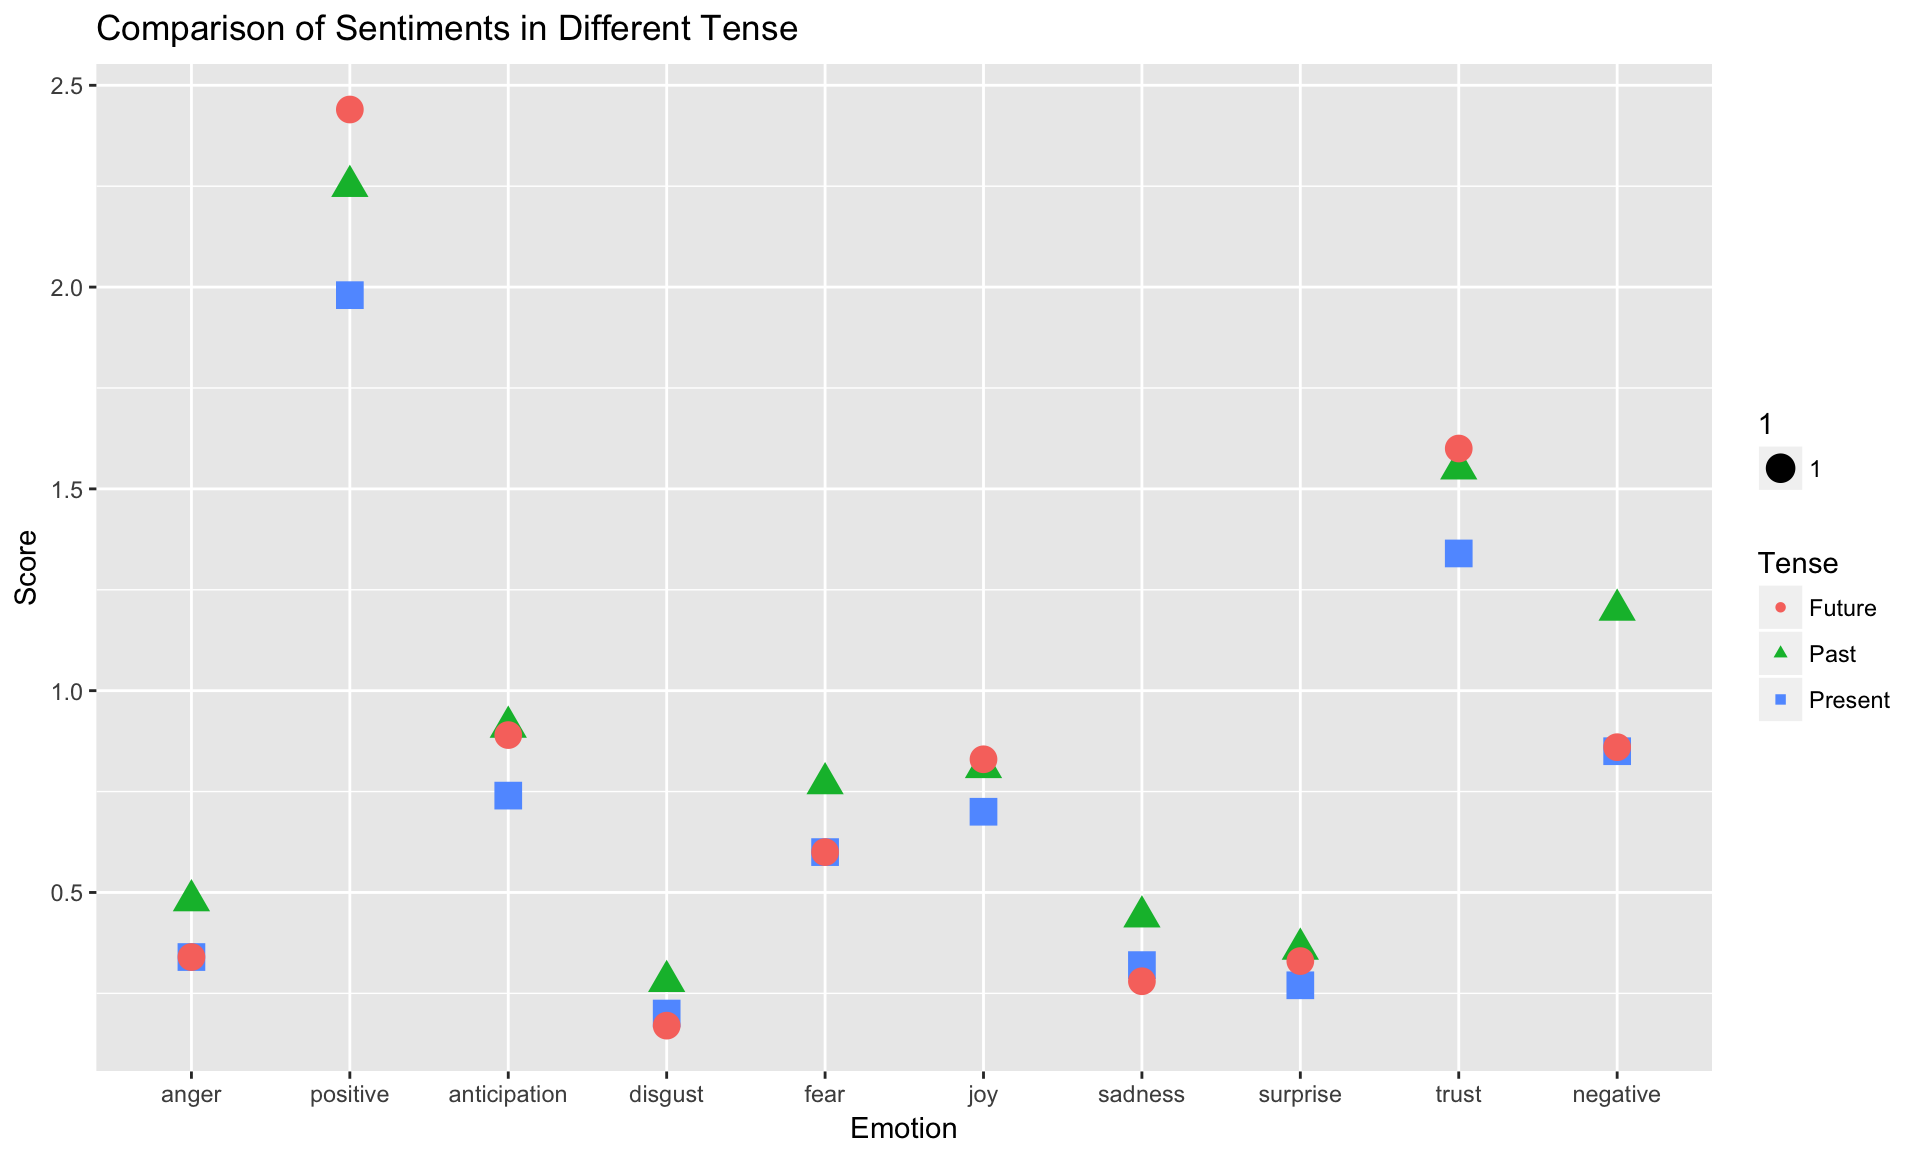 Comparison of Sentiments in Different Tense
2.5
2.0
1.5
1.0
0.5
Score
anger positive anticipation disgust fear joy sadness surprise trust negative
Emotion
1
1
Tense
Future
Past
Present